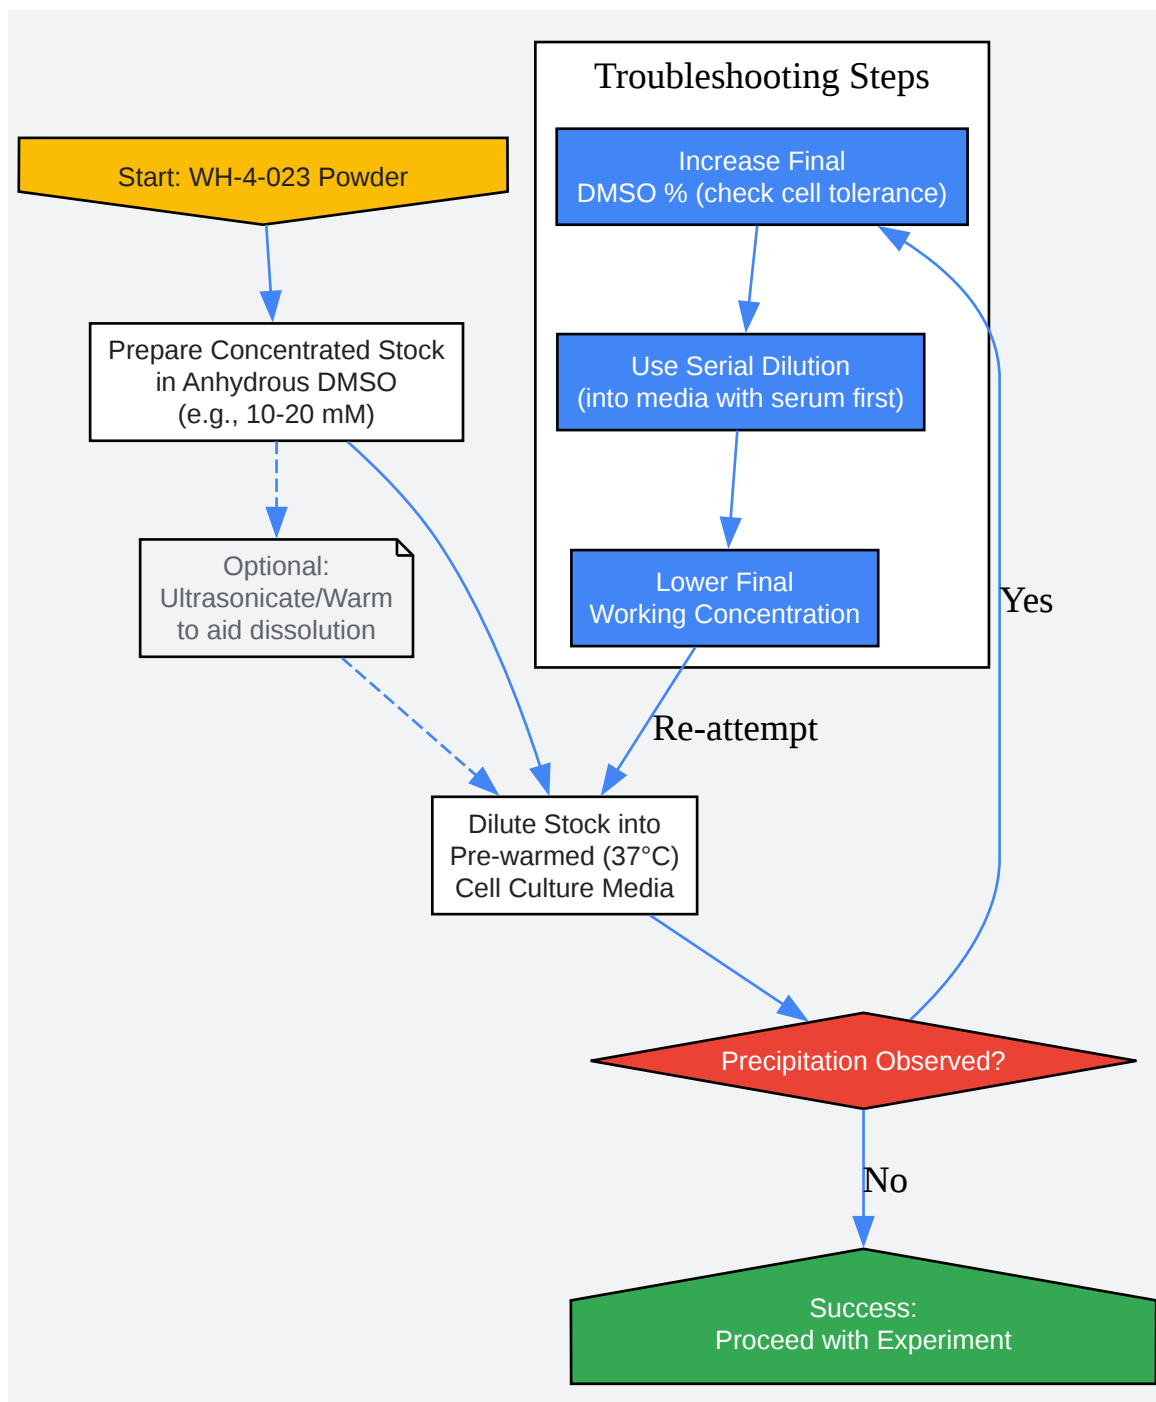 Troubleshooting Steps
Increase Final
DMSO % (check cell tolerance)
Start: WH-4-023 Powder
Prepare Concentrated Stock
in Anhydrous DMSO
(e.g., 10-20 mM)
Use Serial Dilution
(into media with serum first)
Optional:
Ultrasonicate/Warm
to aid dissolution
Lower Final
Working Concentration
Yes
Re-attempt
Dilute Stock into
Pre-warmed (37°C)
Cell Culture Media
Precipitation Observed?
No
Success:
Proceed with Experiment